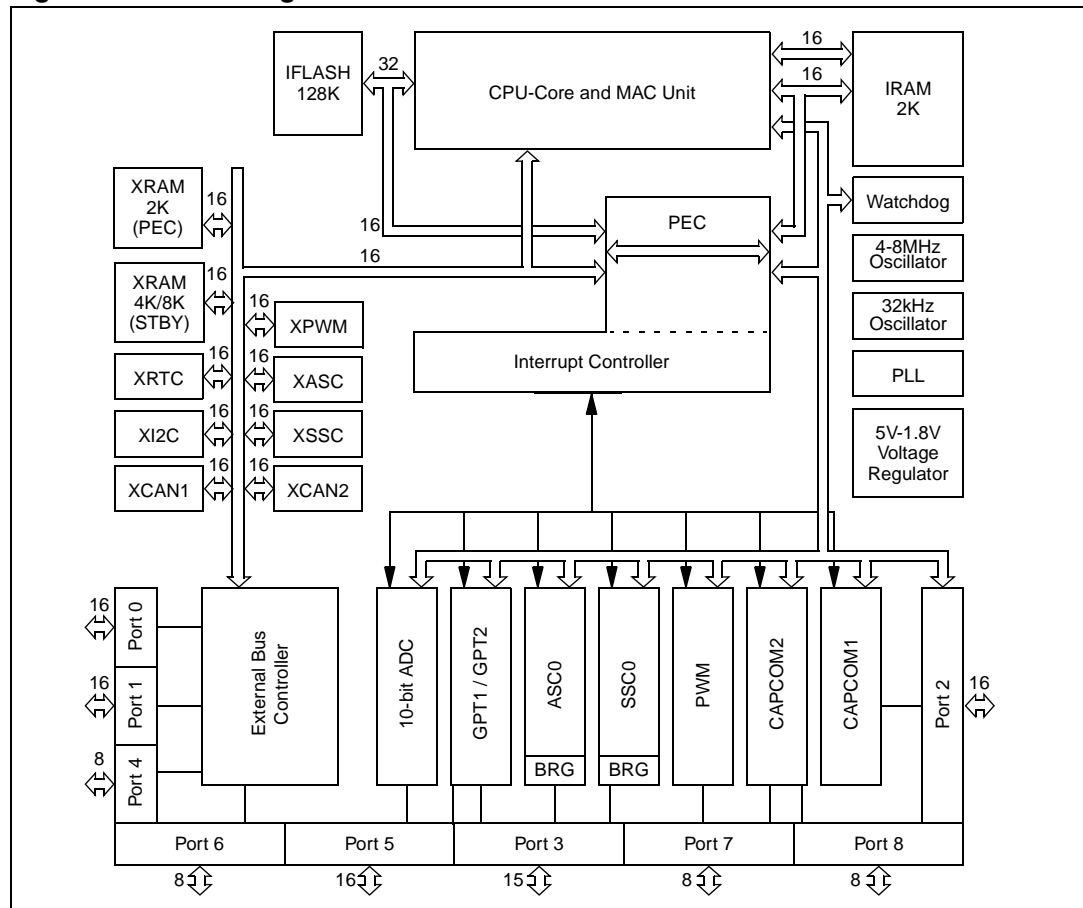 16
32
IFLASH
128K
CPU-Core and MAC Unit
16
IRAM
2K
XRAM
2K
(PEC)
16
16
PEC
Watchdog
16
4-8MHz
Oscillator
XRAM
4K/8K
(STBY)
16
16
XPWM
32kHz
Oscillator
XRTC
16
16
XASC
Interrupt Controller
PLL
XI2C
16
16
XSSC
5V-1.8V
Voltage
Regulator
XCAN1
16
16
XCAN2
16
Port 0
16
Port 1
8
Port 4
External Bus
Controller
10-bit ADC
GPT1 / GPT2
ASC0
BRG
SSC0
BRG
PWM
CAPCOM2
CAPCOM1
Port 2
16
Port 6
Port 5
Port 3
Port 7
Port 8
8
16
15
8
8